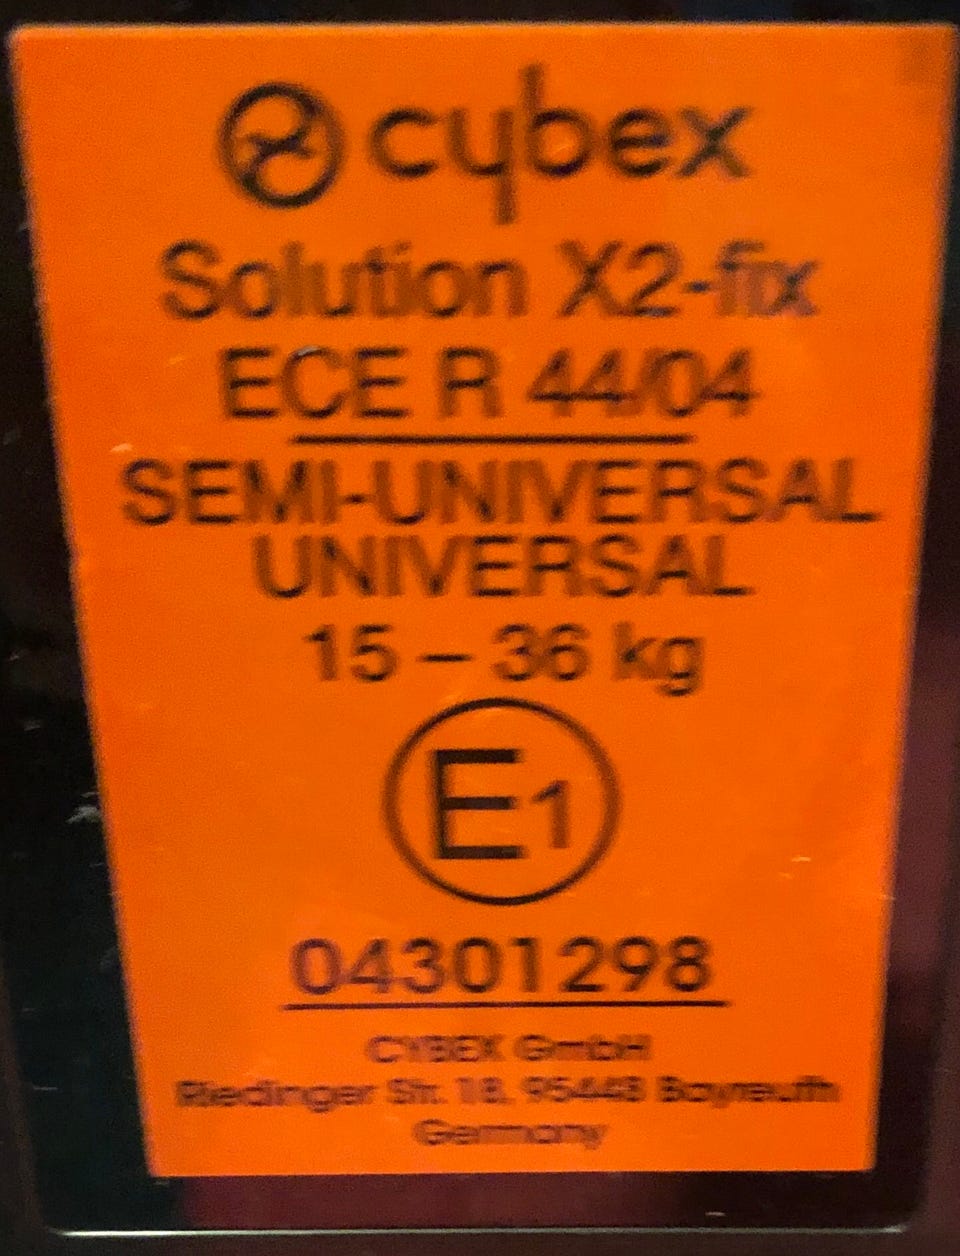 cybex
Solution X2-fix
ECE R 44/04
SEMI-UNIVERSAL
UNIVERSAL
15 – 36 kg
E1
04301298
CYBEX GmbH
Riedinger Str. 18, 95448 Bayreuth
Germany